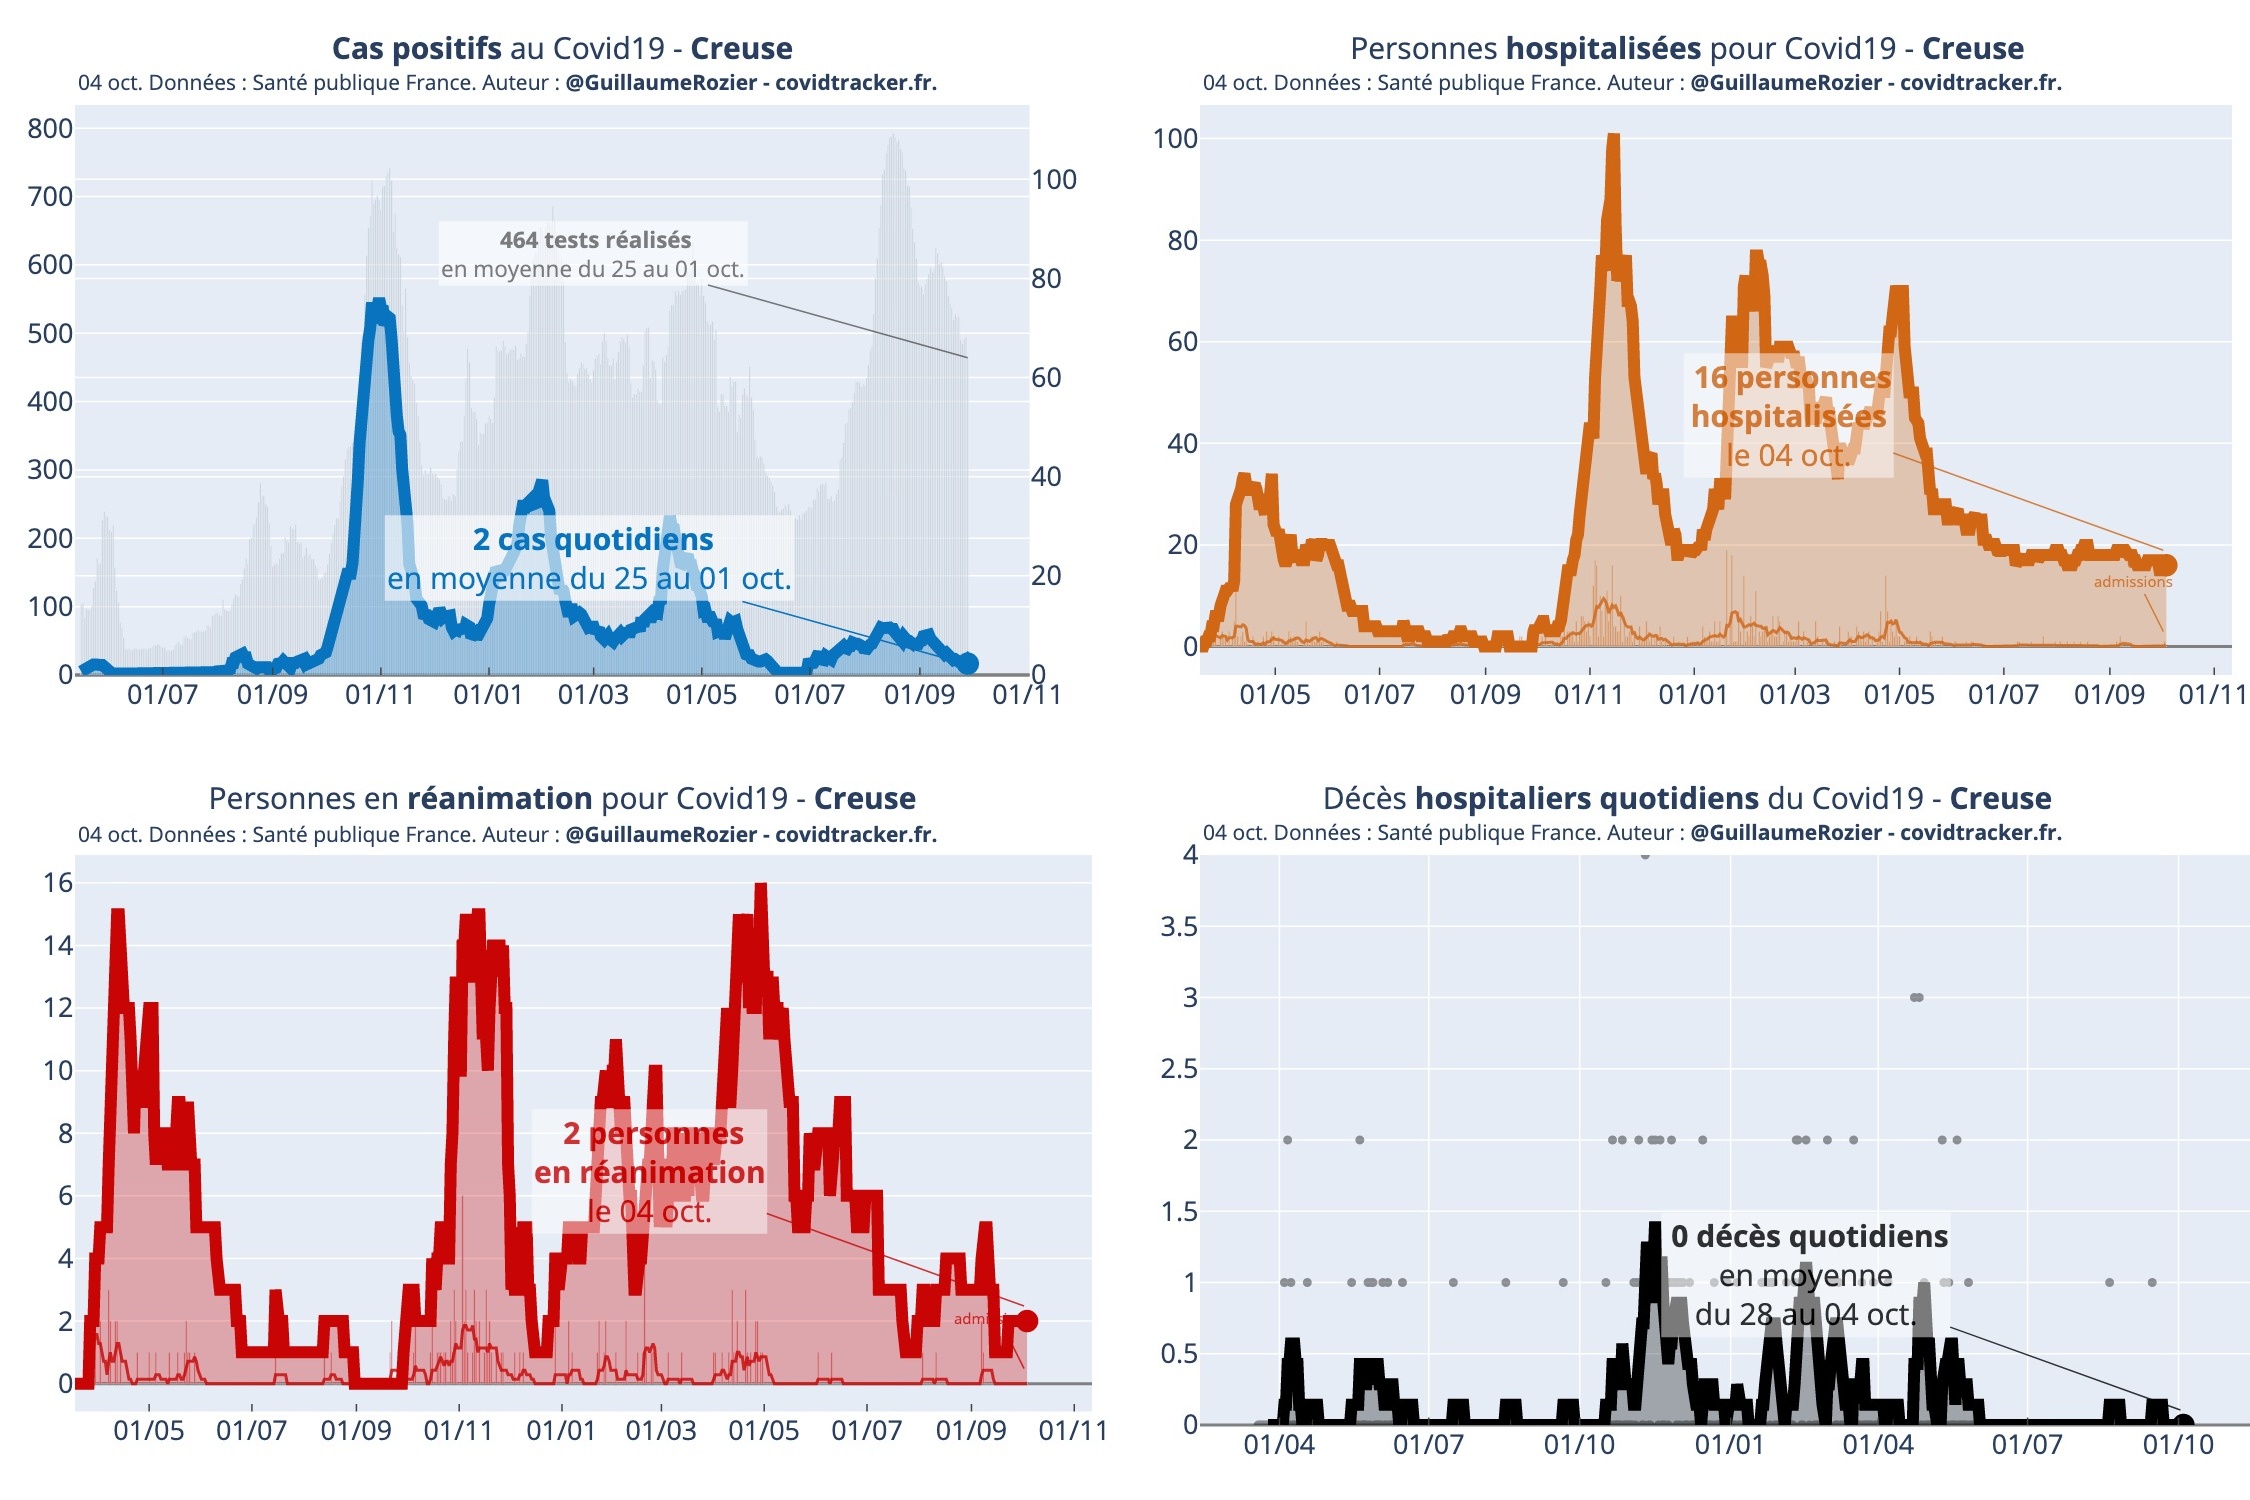 Cas positifs au Covid19 - Creuse
04 oct. Données : Santé publique France. Auteur : @GuillaumeRozier - covidtracker.fr.
800
700
600
500
400
300
200
100
0
100
80
60
40
20
0
464 tests réalisés
en moyenne du 25 au 01 oct.
2 cas quotidiens
en moyenne du 25 au 01 oct.
01/07 01/09 01/11 01/01 01/03 01/05 01/07 01/09 01/11
Personnes hospitalisées pour Covid19 - Creuse
04 oct. Données : Santé publique France. Auteur : @GuillaumeRozier - covidtracker.fr.
100
80
60
40
20
0
16 personnes
hospitalisées
le 04 oct.
admissions
01/05 01/07 01/09 01/11 01/01 01/03 01/05 01/07 01/09 01/11
Personnes en réanimation pour Covid19 - Creuse
04 oct. Données : Santé publique France. Auteur : @GuillaumeRozier - covidtracker.fr.
16
14
12
10
8
6
4
2
0
2 personnes
en réanimation
le 04 oct.
01/05 01/07 01/09 01/11 01/01 01/03 01/05 01/07 01/09 01/11
Décès hospitaliers quotidiens du Covid19 - Creuse
04 oct. Données : Santé publique France. Auteur : @GuillaumeRozier - covidtracker.fr.
4
3.5
3
2.5
2
1.5
1
0.5
0
0 décès quotidiens
en moyenne
du 28 au 04 oct.
01/04 01/07 01/10 01/01 01/04 01/07 01/10